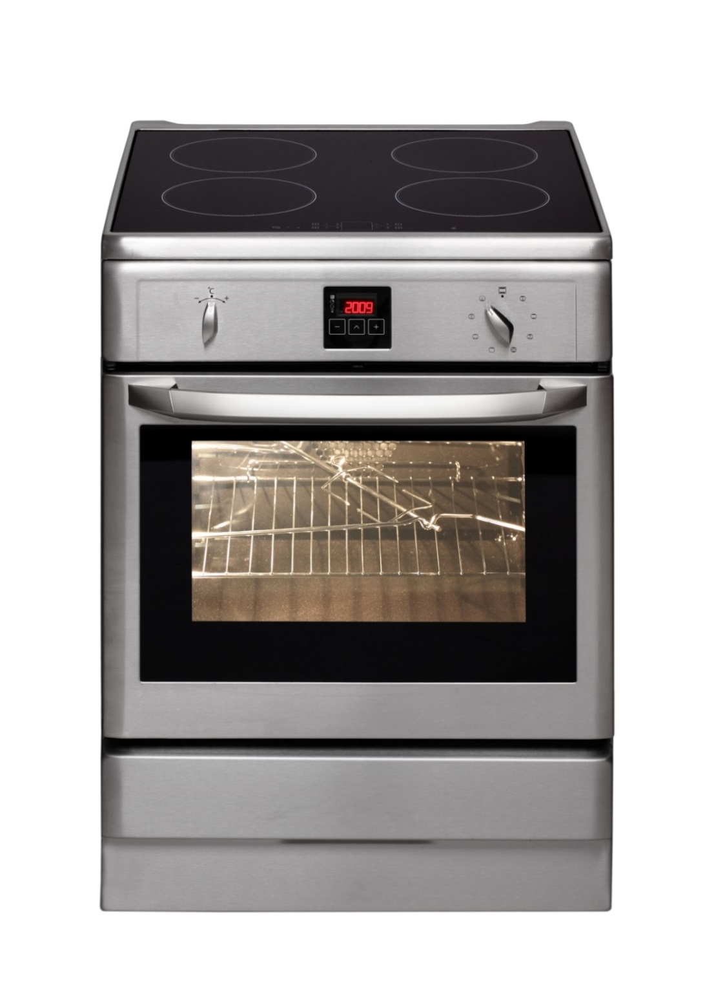 °C
- +
2009
- ^ +